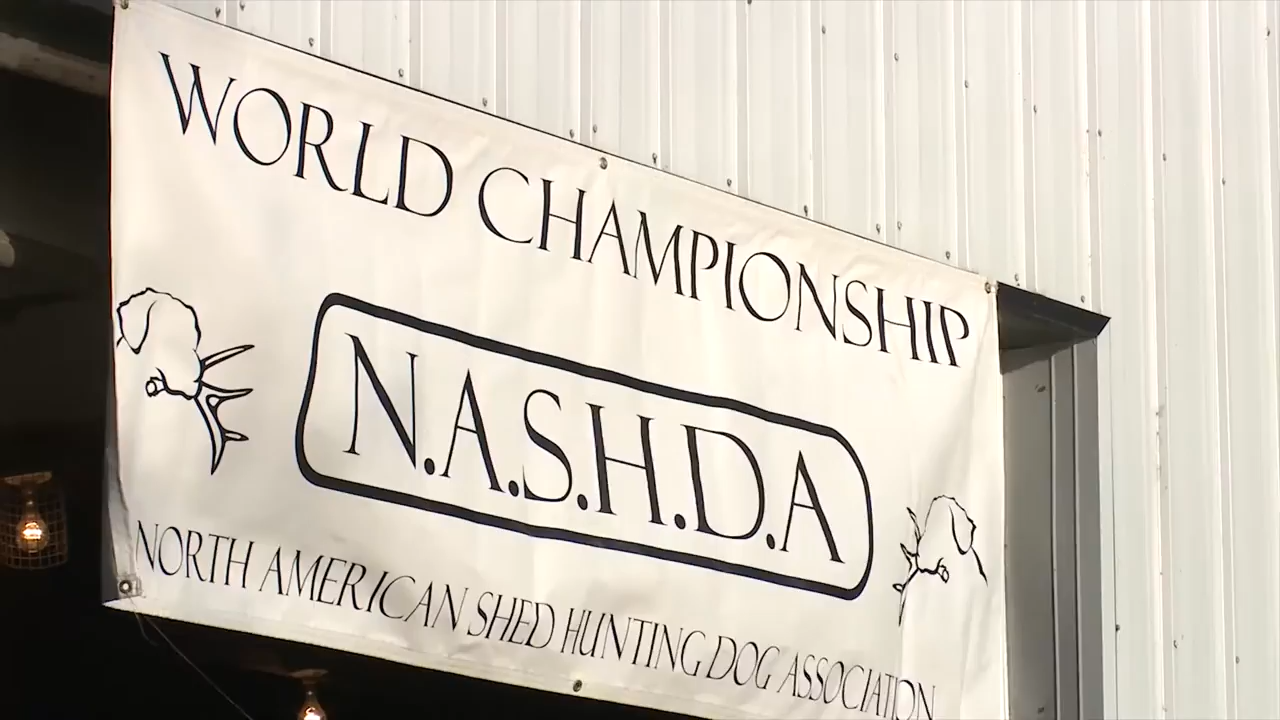 WORLD CHAMPIONSHIP
N.A.S.H.D.A
NORTH AMERICAN SHED HUNTING DOG ASSOCIATION